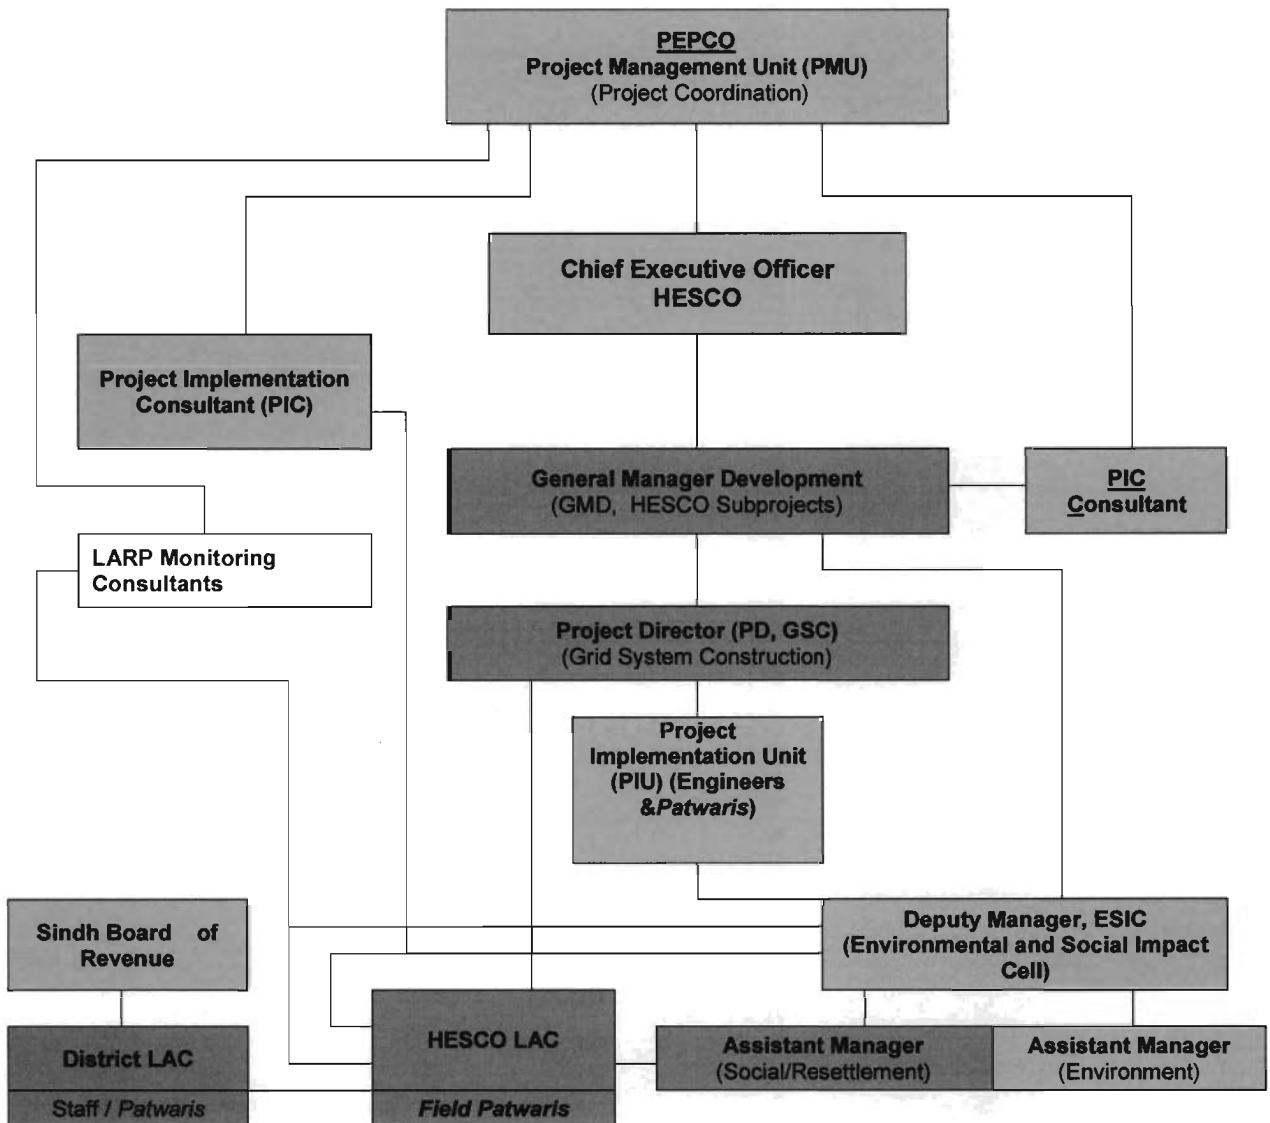 PEPCO
Project Management Unit (PMU)
(Project Coordination)
Chief Executive Officer
HESCO
Project Implementation
Consultant (PIC)
General Manager Development
(GMD, HESCO Subprojects)
PIC
Consultant
LARP Monitoring
Consultants
Project Director (PD, GSC)
(Grid System Construction)
Project
Implementation Unit
(PIU) (Engineers
&Patwaris)
Sindh Board of
Revenue
Deputy Manager, ESIC
(Environmental and Social Impact
Cell)
District LAC
Staff / Patwaris
HESCO LAC
Field Patwaris
Assistant Manager
(Social/Resettlement)
Assistant Manager
(Environment)